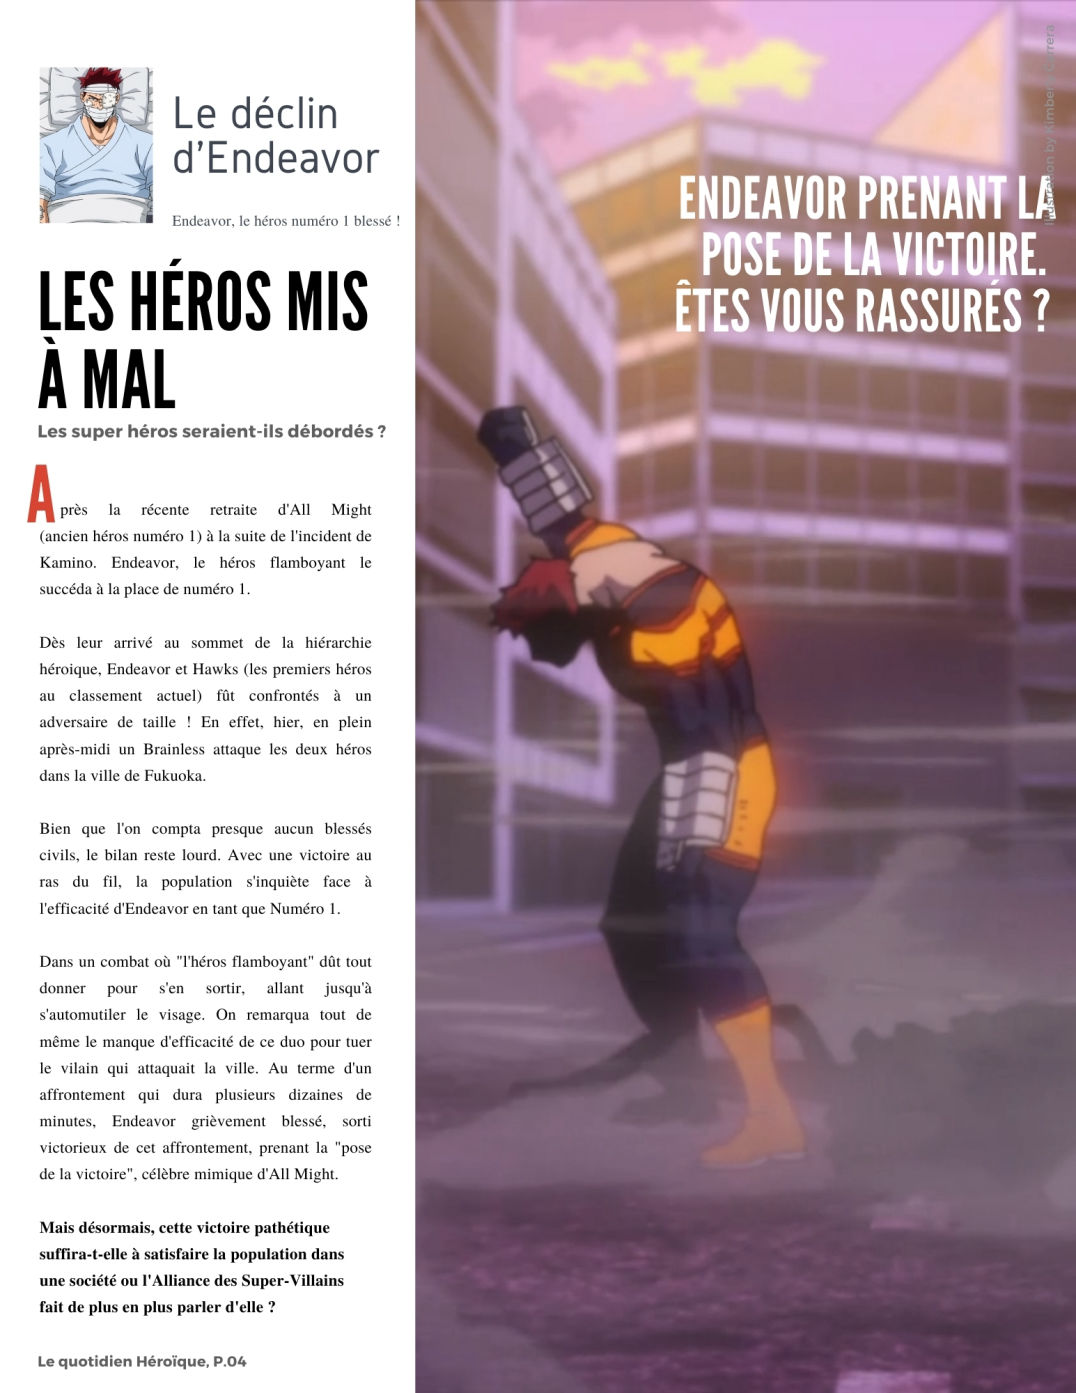 Le déclin
d'Endeavor
Endeavor, le héros numéro 1 blessé !
LES HÉROS MIS
À MAL
Les super héros seraient-ils débordés ?
Après la récente retraite d'All Might
(ancien héros numéro 1) à la suite de l'incident de
Kamino. Endeavor, le héros flamboyant le
succéda à la place de numéro 1.
Dès leur arrivé au sommet de la hiérarchie
héroique, Endeavor et Hawks (les premiers héros
au classement actuel) fût confrontés à un
adversaire de taille ! En effet, hier, en plein
après-midi un Brainless attaque les deux héros
dans la ville de Fukuoka.
Bien que l'on compta presque aucun blessés
civils, le bilan reste lourd. Avec une victoire au
ras du fil, la population s'inquiète face à
l'efficacité d'Endeavor en tant que Numéro 1.
Dans un combat où "l'héros flamboyant" dût tout
donner pour s'en sortir, allant jusqu'à
s'automutiler le visage. On remarqua tout de
même le manque d'efficacité de ce duo pour tuer
le vilain qui attaquait la ville. Au terme d'un
affrontement qui dura plusieurs dizaines de
minutes, Endeavor grièvement blessé, sorti
victorieux de cet affrontement, prenant la "pose
de la victoire", célèbre mimique d'All Might.
Mais désormais, cette victoire pathétique
suffira-t-elle à satisfaire la population dans
une société ou l'Alliance des Super-Villains
fait de plus en plus parler d'elle ?
Le quotidien Héroïque, P.04
ENDEAVOR PRENANT LA
POSE DE LA VICTOIRE.
ÊTES VOUS RASSURÉS ?
Illustration by